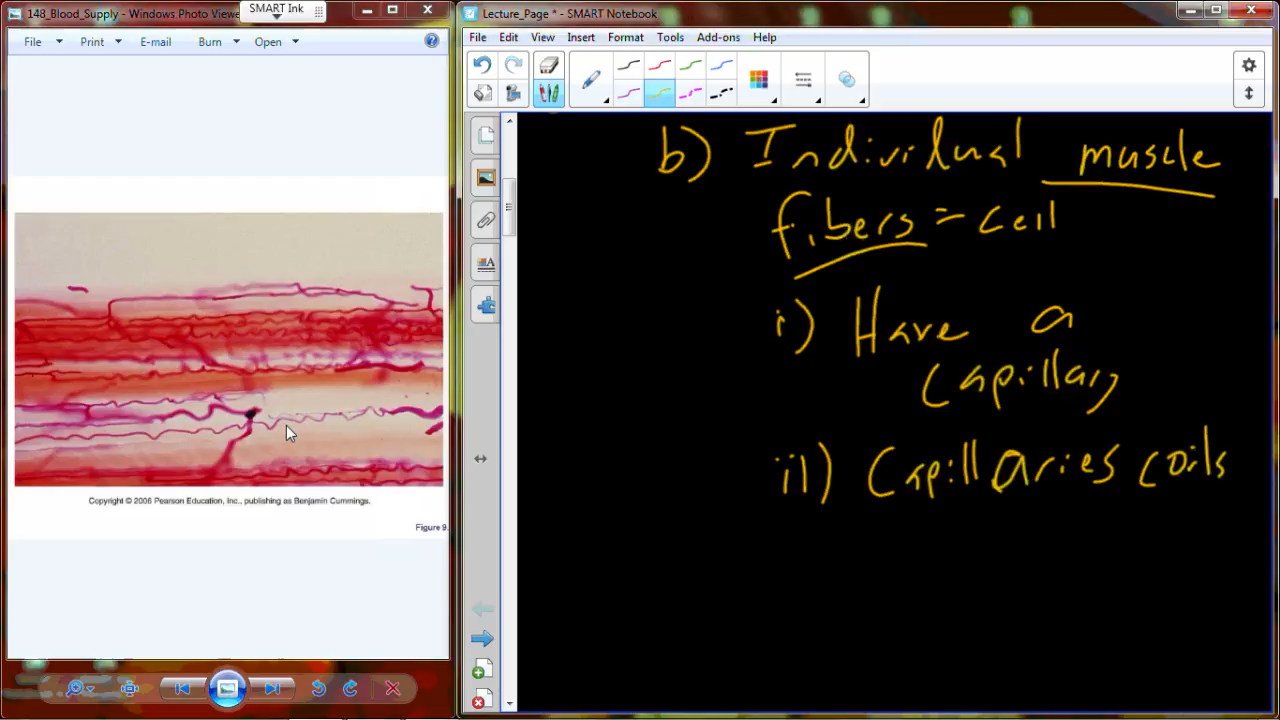 148_Blood_Supply - Windows Photo Viewe
SMART Ink
File Print E-mail Burn Open
Copyright © 2006 Pearson Education, Inc., publishing as Benjamin Cummings.
Figure 9.
Lecture_Page * - SMART Notebook
File Edit View Insert Format Tools Add-ons Help
b) Individual muscle
fibers = cell
i) Have a
Capillary
ii) Capillaries coils